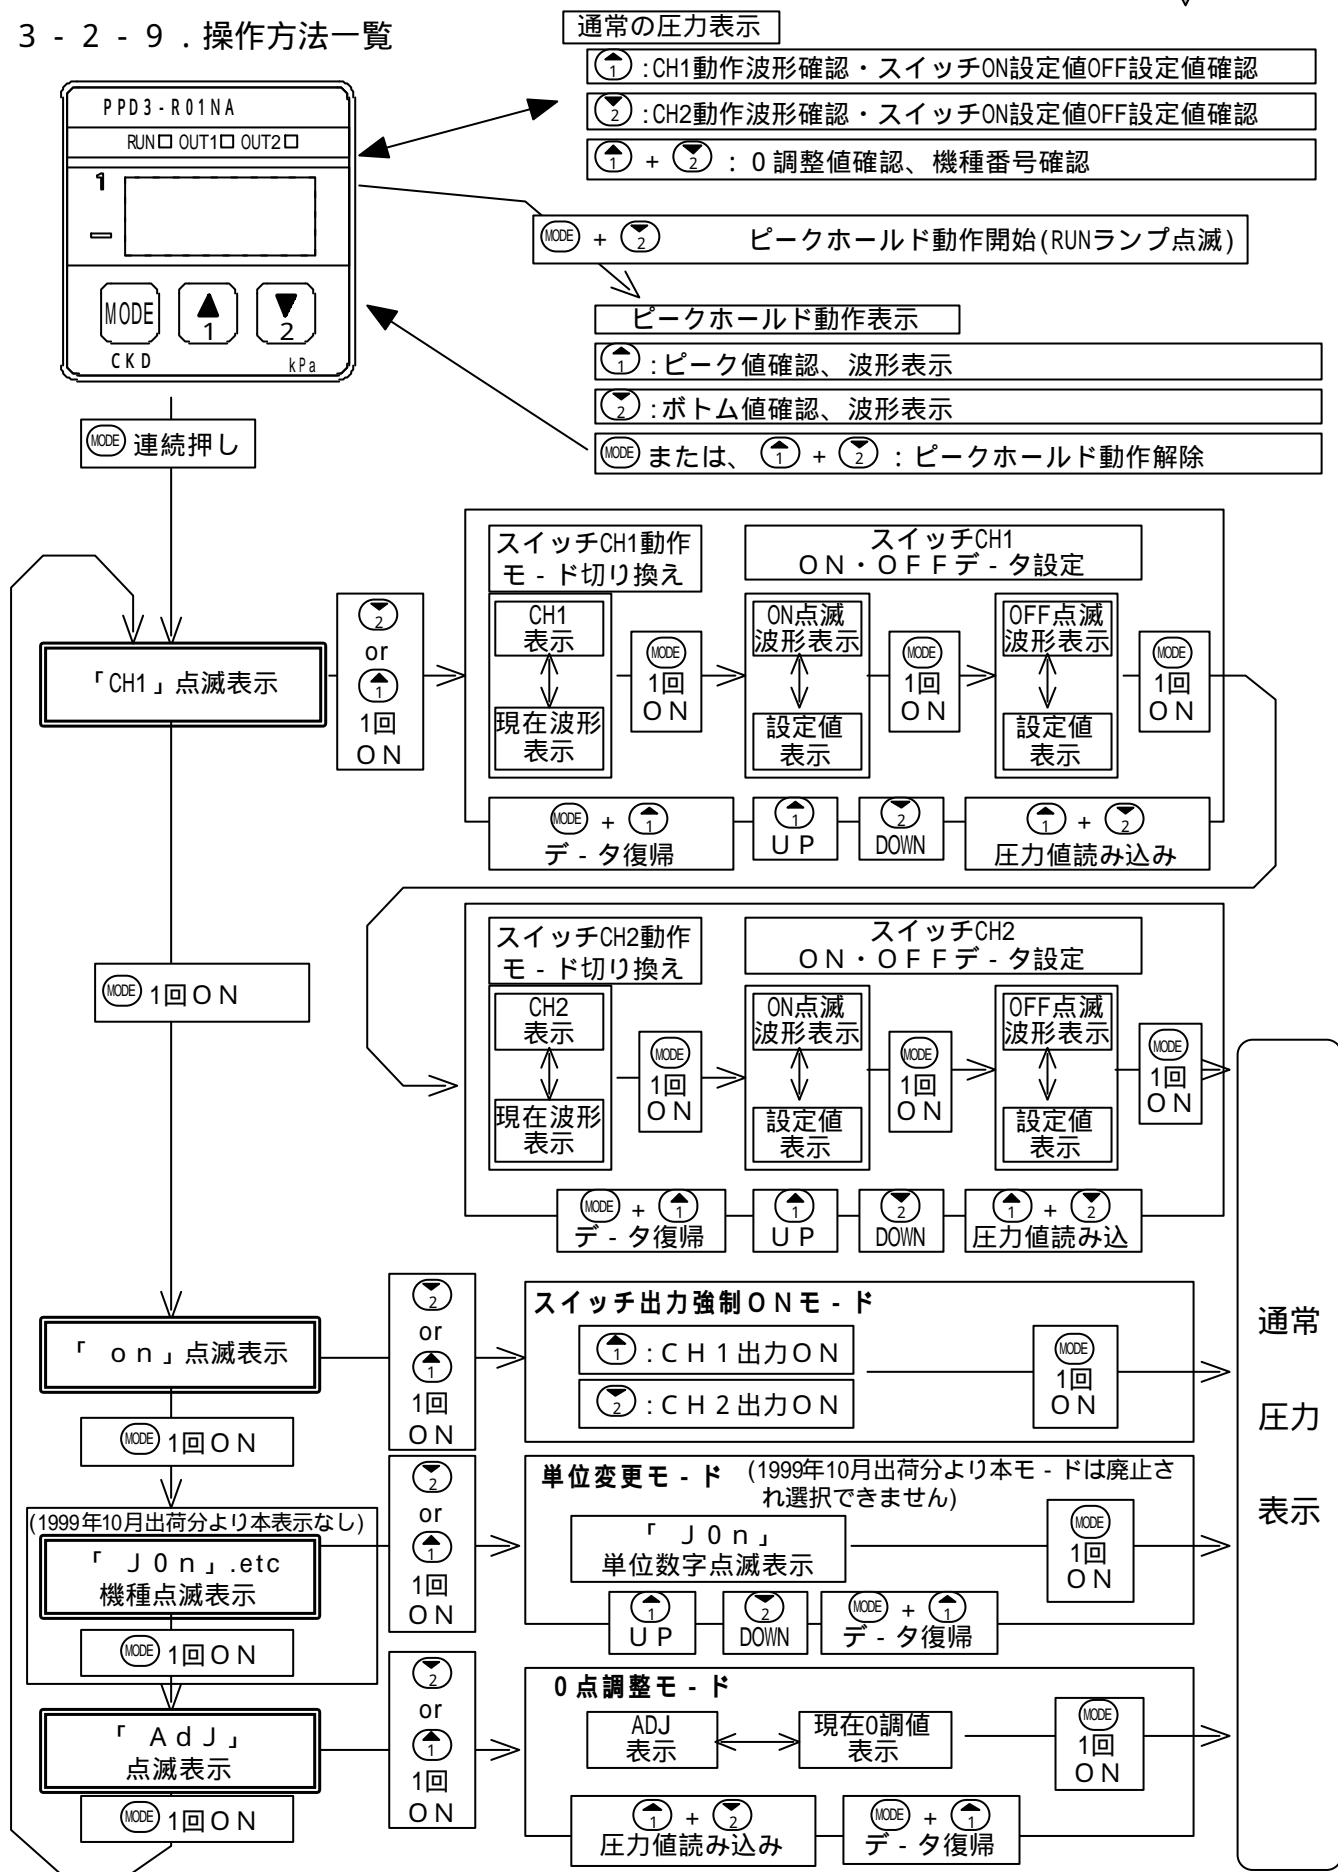 3-2-9．操作方法一覧
通常の圧力表示
1:CH1動作波形確認・スイッチON設定値OFF設定値確認
2:CH2動作波形確認・スイッチON設定値OFF設定値確認
1 + 2 : 0調整値確認、機種番号確認
PPD3-R01NA
RUN OUT1 OUT2
1
MODE 1 2
CKD kPa
MODE + 2 ピークホールド動作開始(RUNランプ点滅)
ピークホールド動作表示
1:ピーク値確認、波形表示
2:ボトム値確認、波形表示
MODE または、 1 + 2 : ピークホールド動作解除
MODE 連続押し
「CH1」点滅表示
2
or
1
1回
ON
スイッチCH1動作
モ-ド切り換え
スイッチCH1
ON・OFFデ-タ設定
CH1
表示
現在波形
表示
MODE
1回
ON
ON点滅
波形表示
設定値
表示
MODE
1回
ON
OFF点滅
波形表示
設定値
表示
MODE
1回
ON
MODE + 1
デ-タ復帰
1
UP
2
DOWN
1 + 2
圧力値読み込み
MODE 1回ON
スイッチCH2動作
モ-ド切り換え
スイッチCH2
ON・OFFデ-タ設定
CH2
表示
現在波形
表示
MODE
1回
ON
ON点滅
波形表示
設定値
表示
MODE
1回
ON
OFF点滅
波形表示
設定値
表示
MODE
1回
ON
MODE + 1
デ-タ復帰
1
UP
2
DOWN
1 + 2
圧力値読み込
「 on」点滅表示
MODE 1回ON
2
or
1
1回
ON
スイッチ出力強制ONモ-ド
1:CH1出力ON
2:CH2出力ON
MODE
1回
ON
(1999年10月出荷分より本表示なし)
「 J0n」.etc
機種点滅表示
MODE 1回ON
2
or
1
1回
ON
単位変更モ-ド (1999年10月出荷分より本モ-ドは廃止さ
れ選択できません)
「 J0n」
単位数字点滅表示
MODE
1回
ON
1
UP
2
DOWN
MODE + 1
デ-タ復帰
「 AdJ」
点滅表示
MODE 1回ON
2
or
1
1回
ON
0点調整モ-ド
ADJ
表示
現在0調値
表示
MODE
1回
ON
1 + 2
圧力値読み込み
MODE + 1
デ-タ復帰
通常
圧力
表示